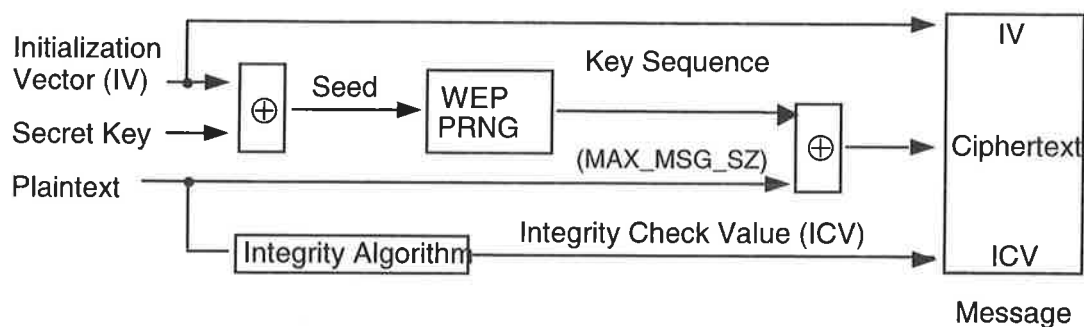 Initialization
Vector (IV)
Secret Key
Plaintext
⊕
Seed
WEP
PRNG
Key Sequence
(MAX_MSG_SZ)
⊕
Integrity Algorithm
Integrity Check Value (ICV)
IV
Ciphertext
ICV
Message